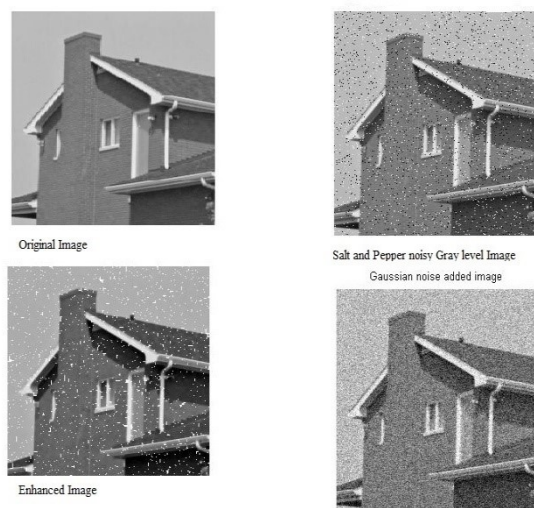 Original Image
Salt and Pepper noisy Gray level Image
Gaussian noise added image
Enhanced Image